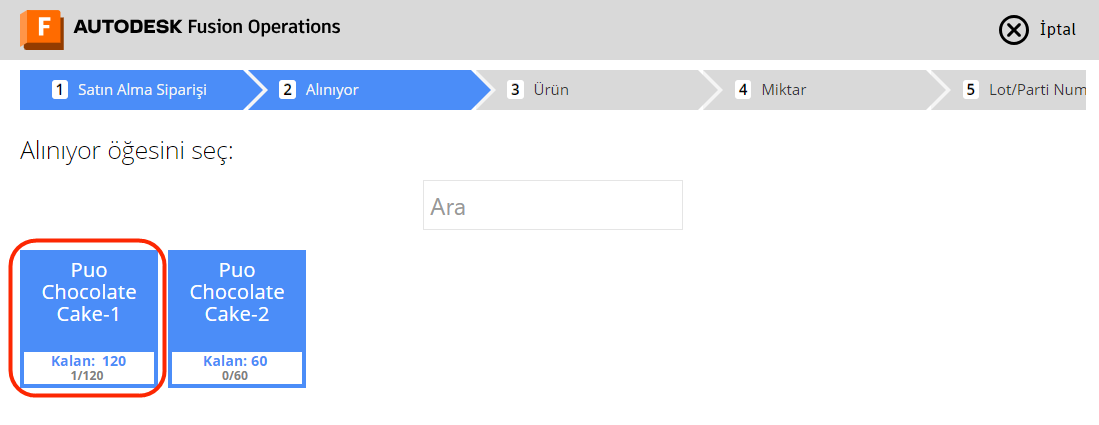 F AUTODESK Fusion Operations
İptal
1 Satın Alma Siparişi
2 Alınıyor
3 Ürün
4 Miktar
5 Lot/Parti Num
Alınıyor öğesini seç:
Ara
Puo
Chocolate
Cake-1
Kalan: 120
1/120
Puo
Chocolate
Cake-2
Kalan: 60
0/60